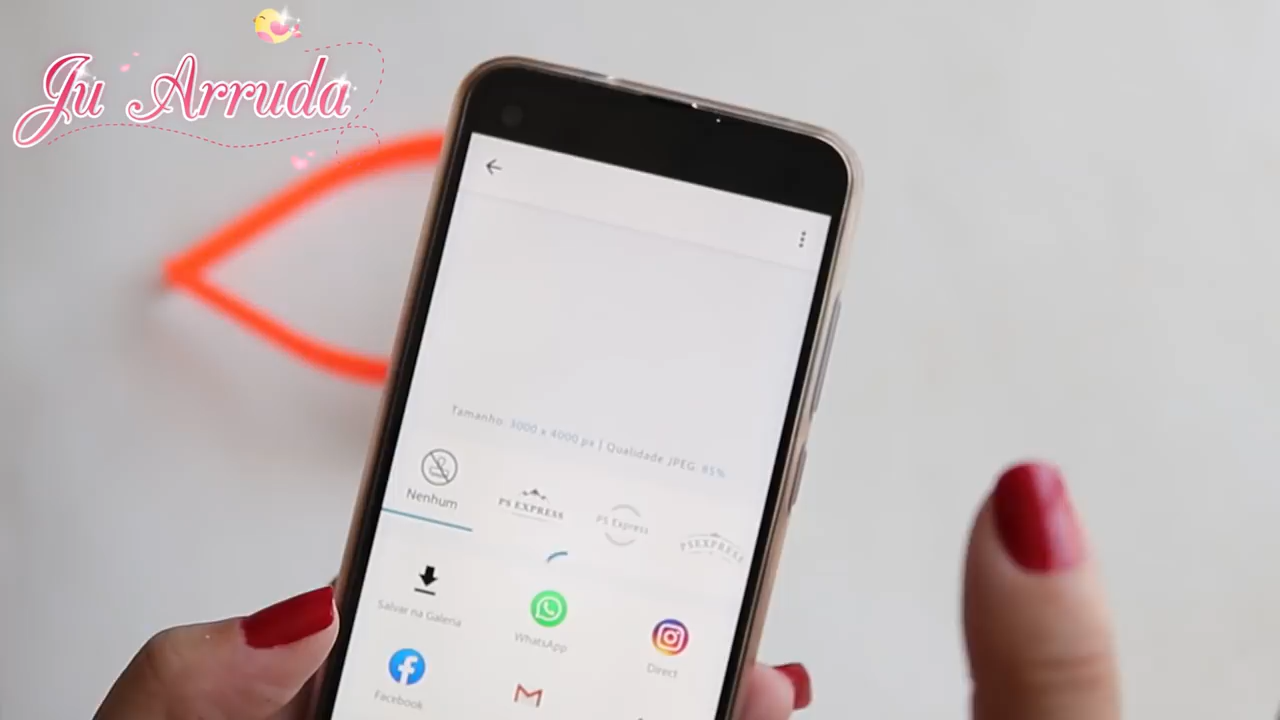 Ju Arruda
Tamanho: 3000 x 4000 px | Qualidade JPEG: 85%
Nenhum
PS EXPRESS
PS Express
PSEXPRESS
Salvar na Galeria
WhatsApp
Direct
Facebook